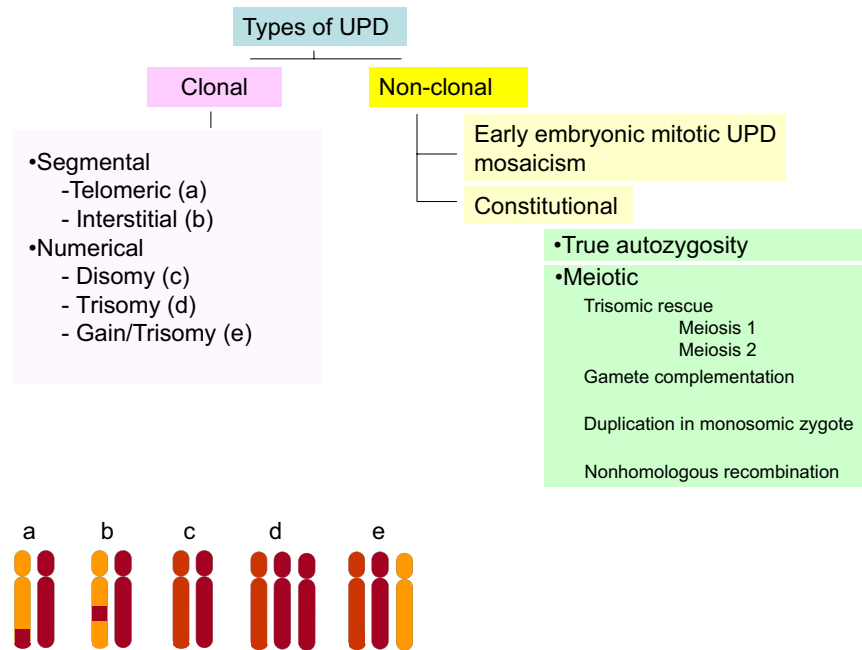 Types of UPD
Clonal
Non-clonal
•Segmental
-Telomeric (a)
- Interstitial (b)
•Numerical
- Disomy (c)
- Trisomy (d)
- Gain/Trisomy (e)
Early embryonic mitotic UPD
mosaicism
Constitutional
•True autozygosity
•Meiotic
Trisomic rescue
Meiosis 1
Meiosis 2
Gamete complementation
Duplication in monosomic zygote
Nonhomologous recombination
a b c d e